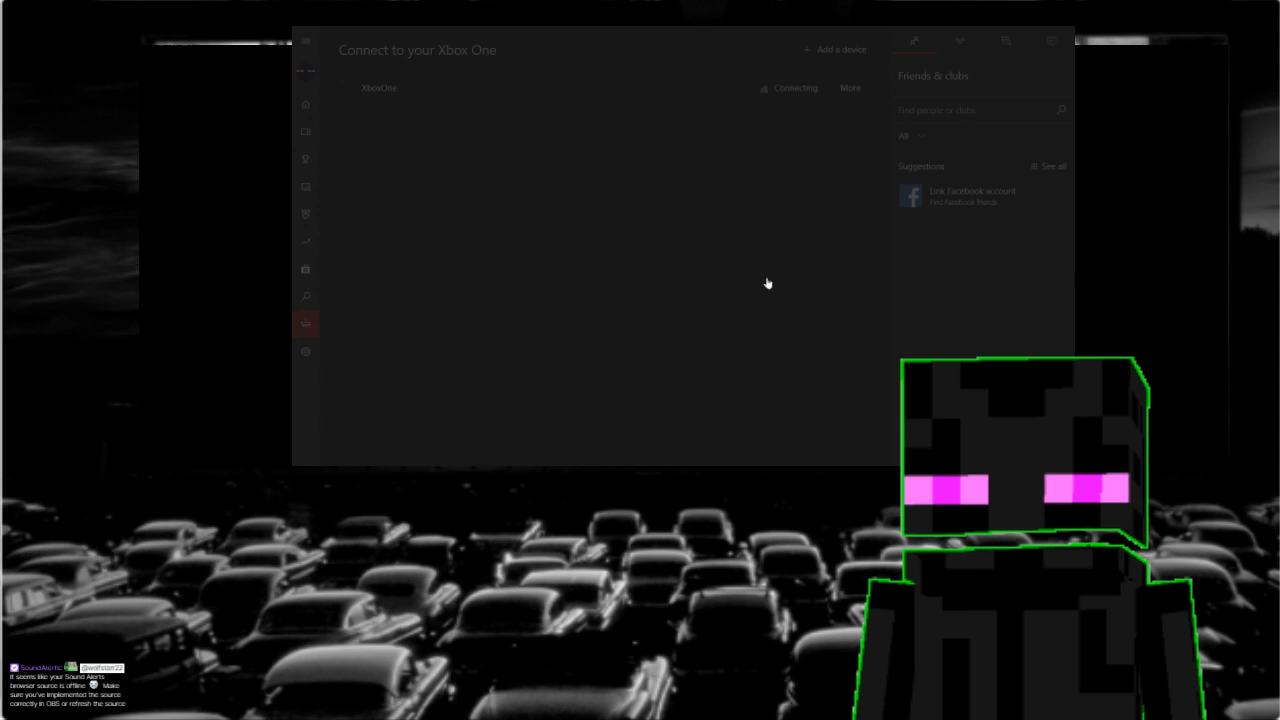 Connect to your Xbox One
Add a device
XboxOne
Connecting
More
Friends & clubs
Find people or clubs
All
Suggestions
See all
Link Facebook account
Find Facebook friends
SoundAlerts: @wolfstarr22
It seems like your Sound Alerts
browser source is offline Make
sure you've implemented the source
correctly in OBS or refresh the source